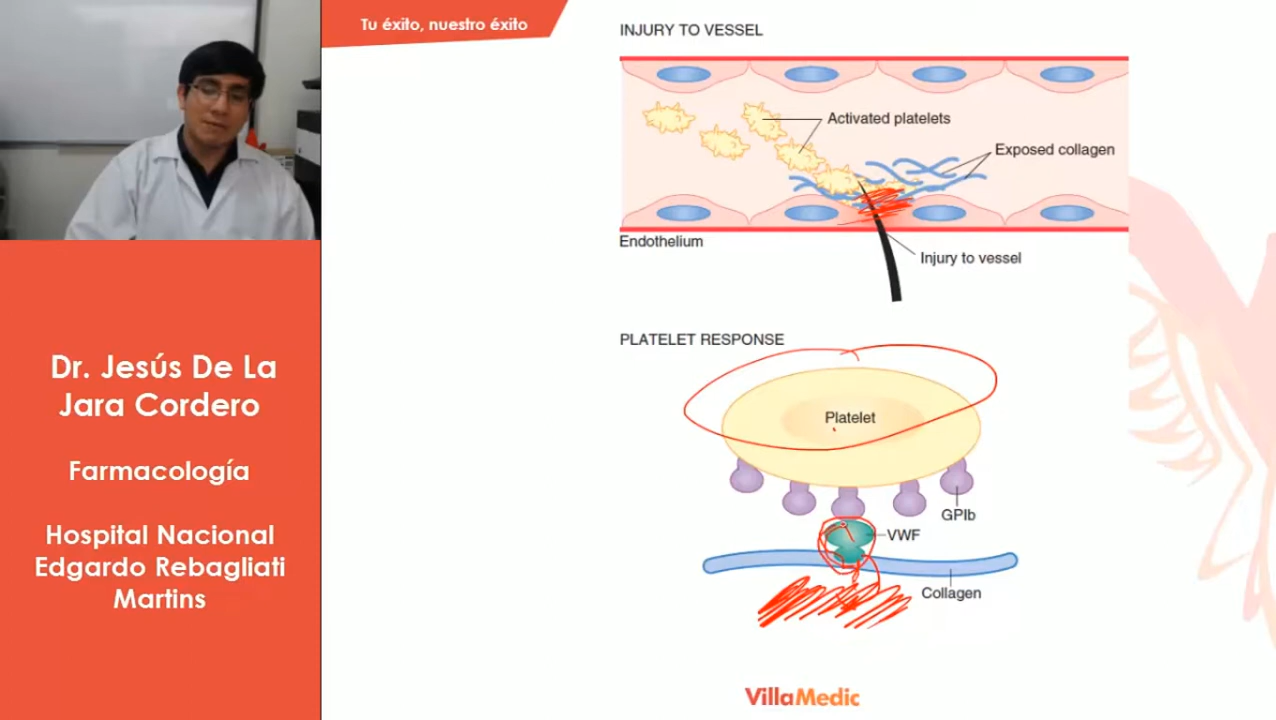 Tu éxito, nuestro éxito
INJURY TO VESSEL
Activated platelets
Exposed collagen
Endothelium
Injury to vessel
PLATELET RESPONSE
Platelet
GPIb
VWF
Collagen
Dr. Jesús De La
Jara Cordero
Farmacología
Hospital Nacional
Edgardo Rebagliati
Martins
VillaMedic